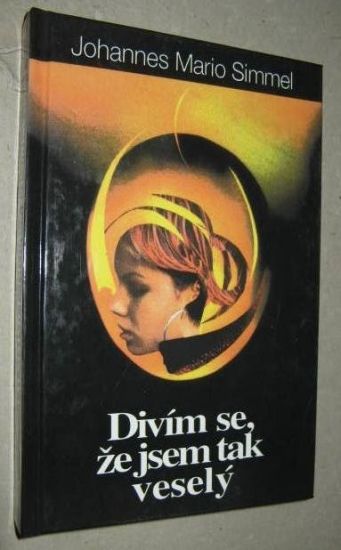 Johannes Mario Simmel
Divím se,
že jsem tak
veselý